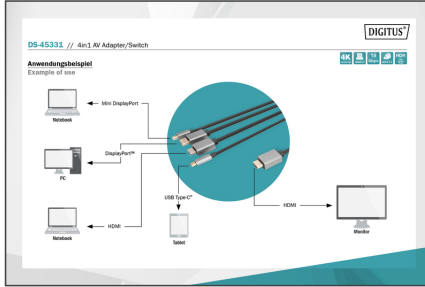 DIGITUS®
DS-45331 // 4in1 AV Adapter/Switch
Anwendungsbeispiel
Example of use
4K
HDR
Mini DisplayPort
Notebook
DisplayPort™
PC
USB Type-C®
HDMI
HDMI
Notebook
Tablet
Monitor